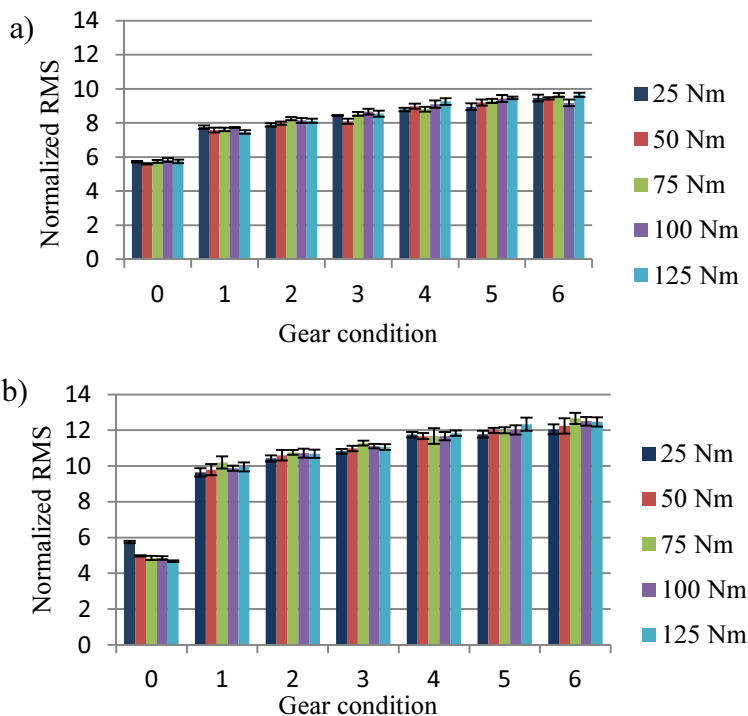 a)
Normalized RMS
14
12
10
8
6
4
2
0
0 1 2 3 4 5 6
Gear condition
25 Nm
50 Nm
75 Nm
100 Nm
125 Nm
b)
Normalized RMS
14
12
10
8
6
4
2
0
0 1 2 3 4 5 6
Gear condition
25 Nm
50 Nm
75 Nm
100 Nm
125 Nm